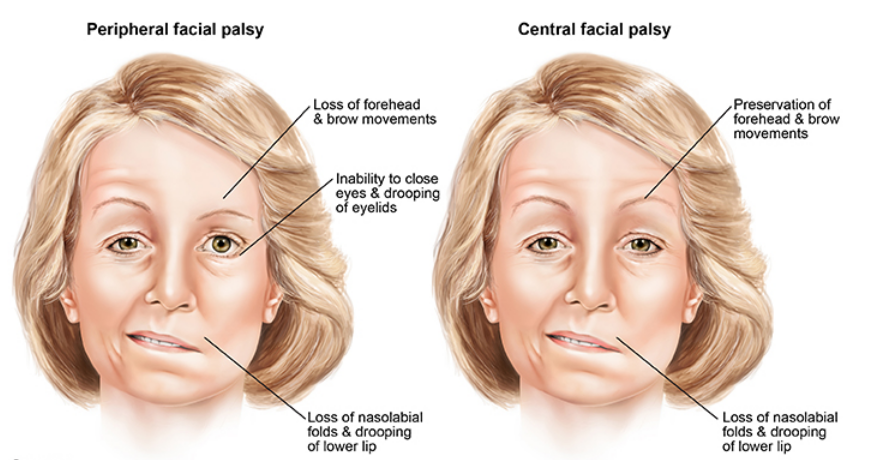 Peripheral facial palsy
Loss of forehead
& brow movements
Inability to close
eyes & drooping
of eyelids
Loss of nasolabial
folds & drooping
of lower lip
Central facial palsy
Preservation of
forehead & brow
movements
Loss of nasolabial
folds & drooping
of lower lip